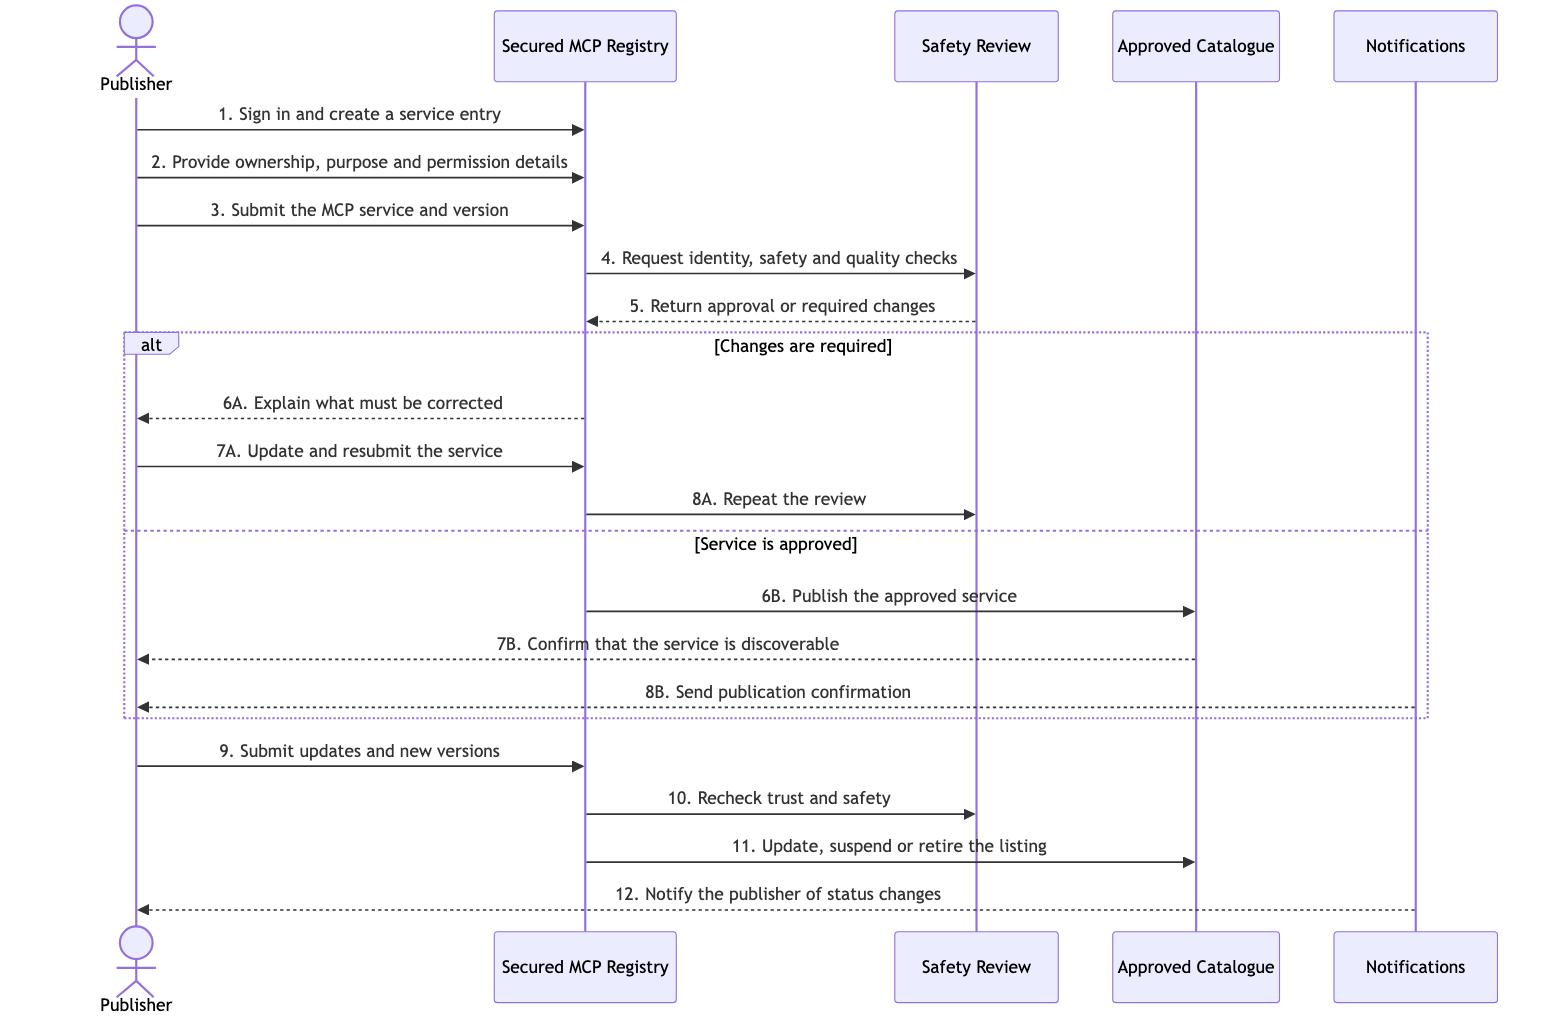 Publisher
Secured MCP Registry
Safety Review
Approved Catalogue
Notifications
1. Sign in and create a service entry
2. Provide ownership, purpose and permission details
3. Submit the MCP service and version
4. Request identity, safety and quality checks
5. Return approval or required changes
alt
[Changes are required]
6A. Explain what must be corrected
7A. Update and resubmit the service
8A. Repeat the review
[Service is approved]
6B. Publish the approved service
7B. Confirm that the service is discoverable
8B. Send publication confirmation
9. Submit updates and new versions
10. Recheck trust and safety
11. Update, suspend or retire the listing
12. Notify the publisher of status changes
Publisher
Secured MCP Registry
Safety Review
Approved Catalogue
Notifications